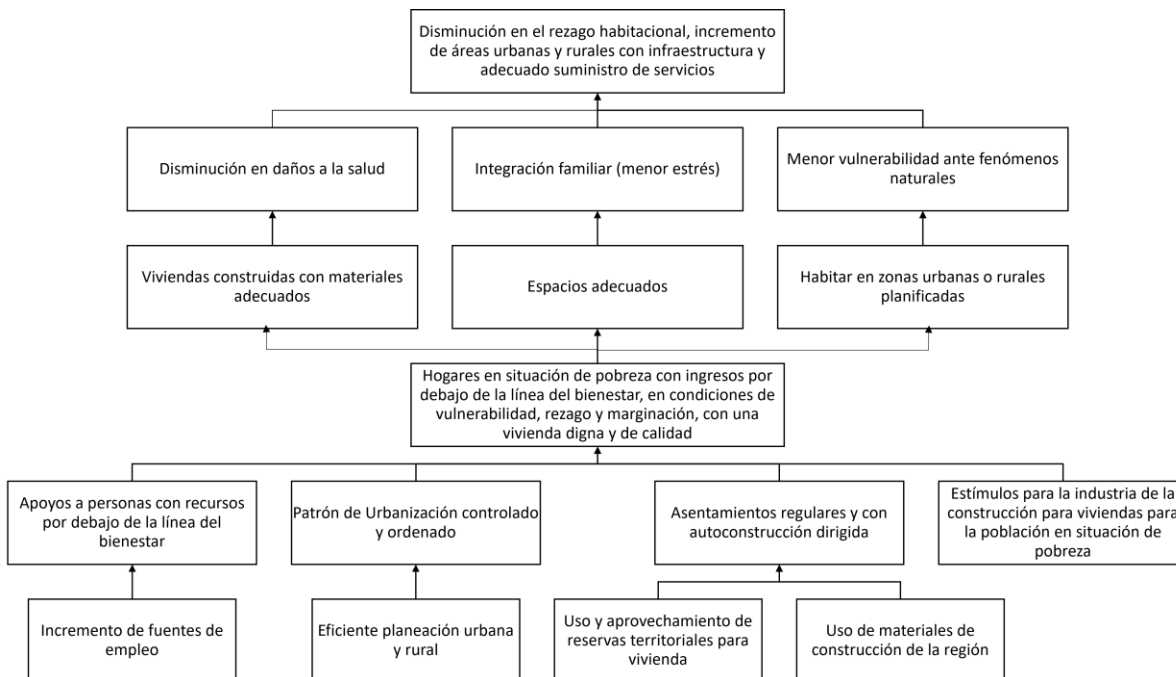 Disminución en el rezago habitacional, incremento
de áreas urbanas y rurales con infraestructura y
adecuado suministro de servicios
Disminución en daños a la salud
Integración familiar (menor estrés)
Menor vulnerabilidad ante fenómenos
naturales
Viviendas construidas con materiales
adecuados
Espacios adecuados
Habitar en zonas urbanas o rurales
planificadas
Hogares en situación de pobreza con ingresos por
debajo de la línea del bienestar, en condiciones de
vulnerabilidad, rezago y marginación, con una
vivienda digna y de calidad
Apoyos a personas con recursos
por debajo de la línea del
bienestar
Patrón de Urbanización controlado
y ordenado
Asentamientos regulares y con
autoconstrucción dirigida
Estímulos para la industria de la
construcción para viviendas para
la población en situación de
pobreza
Incremento de fuentes de
empleo
Eficiente planeación urbana
y rural
Uso y aprovechamiento de
reservas territoriales para
vivienda
Uso de materiales de
construcción de la región